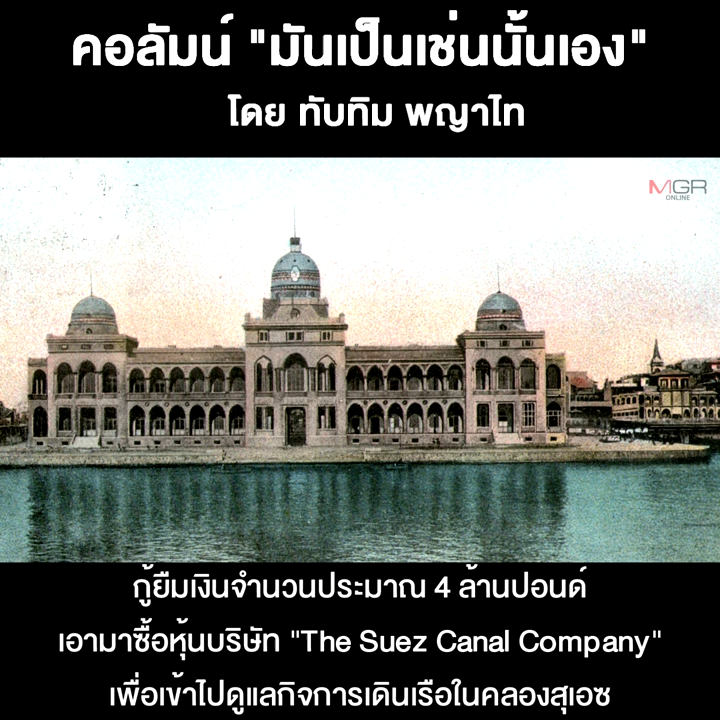 คอลัมน์ "มันเป็นเช่นนั้นเอง"
โดย ทับทิม พญาไท
MGR
ONLINE
กู้ยืมเงินจำนวนประมาณ 4 ล้านปอนด์
เอามาซื้อหุ้นบริษัท "The Suez Canal Company"
เพื่อเข้าไปดูแลกิจการเดินเรือในคลองสุเอซ